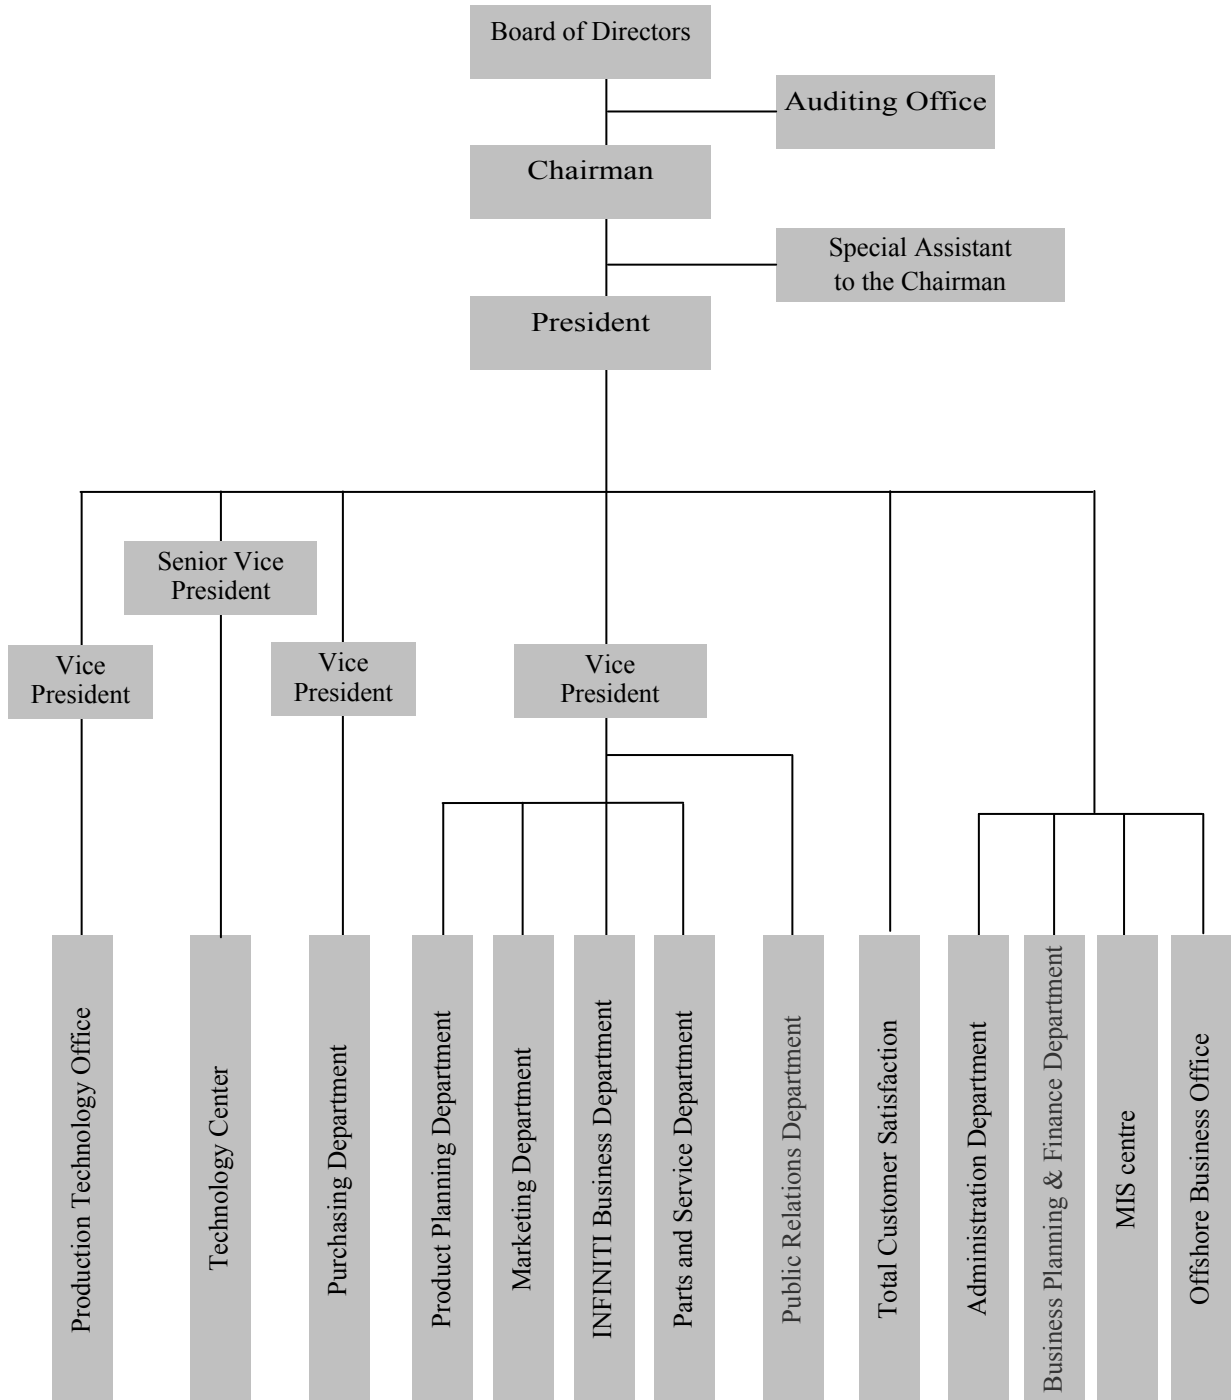 Board of Directors
Auditing Office
Chairman
Special Assistant
to the Chairman
President
Senior Vice
President
Vice
President
Vice
President
Vice
President
Production Technology Office
Technology Center
Purchasing Department
Product Planning Department
Marketing Department
INFINITI Business Department
Parts and Service Department
Public Relations Department
Total Customer Satisfaction
Administration Department
Business Planning & Finance Department
MIS centre
Offshore Business Office